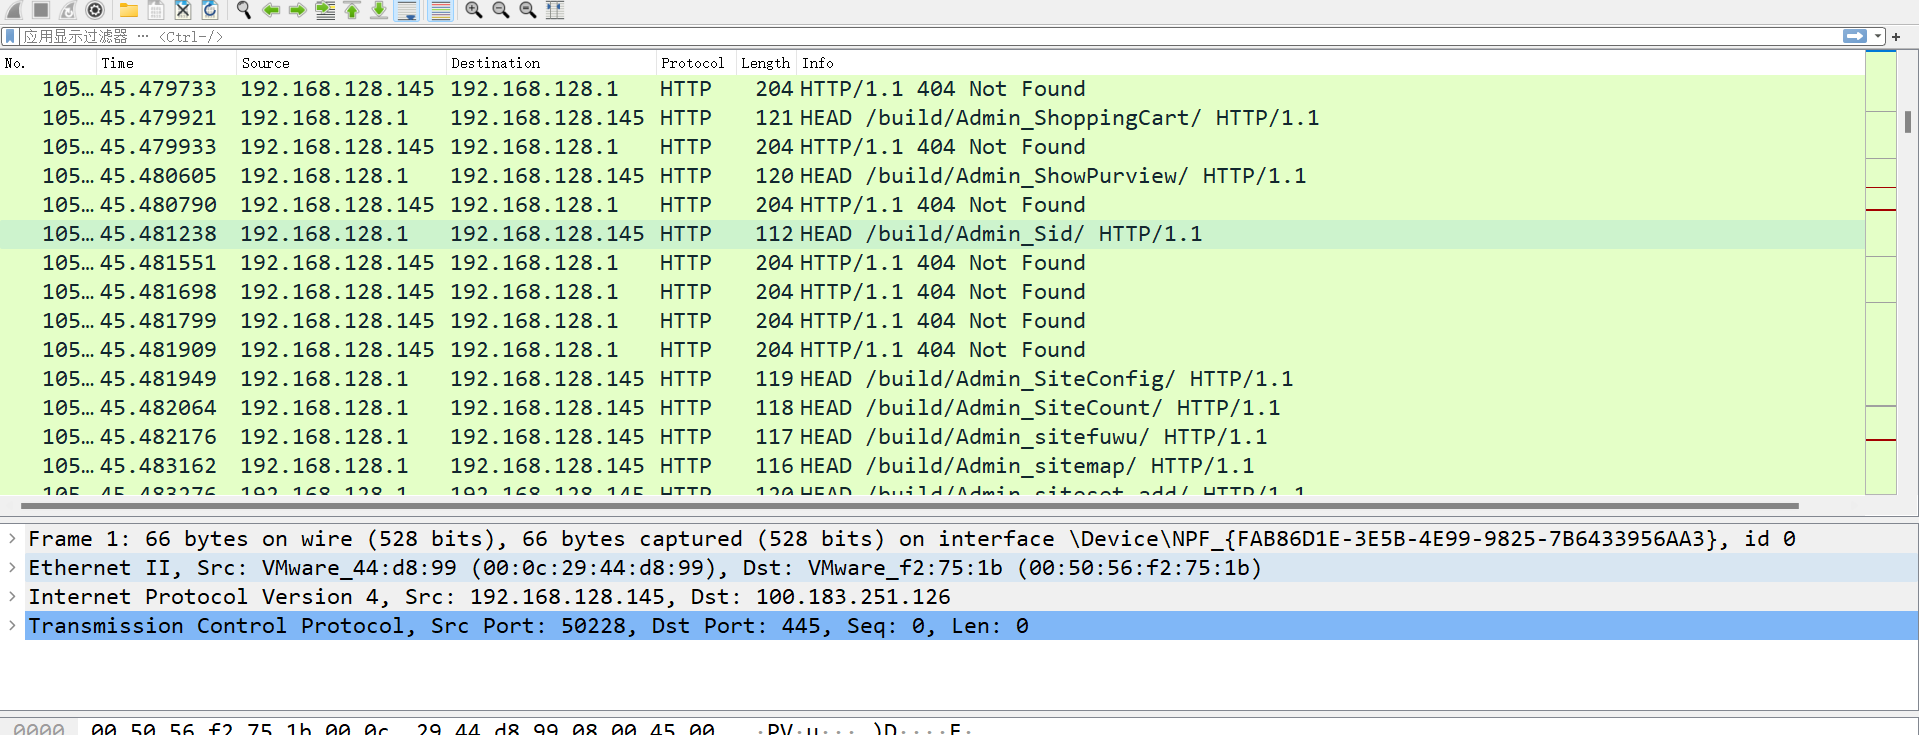 应用显示过滤器 … <Ctrl-/>
No. Time Source Destination Protocol Length Info
105… 45.479733 192.168.128.145 192.168.128.1 HTTP 204 HTTP/1.1 404 Not Found
105… 45.479921 192.168.128.1 192.168.128.145 HTTP 121 HEAD /build/Admin_ShoppingCart/ HTTP/1.1
105… 45.479933 192.168.128.145 192.168.128.1 HTTP 204 HTTP/1.1 404 Not Found
105… 45.480605 192.168.128.1 192.168.128.145 HTTP 120 HEAD /build/Admin_ShowPurview/ HTTP/1.1
105… 45.480790 192.168.128.145 192.168.128.1 HTTP 204 HTTP/1.1 404 Not Found
105… 45.481238 192.168.128.1 192.168.128.145 HTTP 112 HEAD /build/Admin_Sid/ HTTP/1.1
105… 45.481551 192.168.128.145 192.168.128.1 HTTP 204 HTTP/1.1 404 Not Found
105… 45.481698 192.168.128.145 192.168.128.1 HTTP 204 HTTP/1.1 404 Not Found
105… 45.481799 192.168.128.145 192.168.128.1 HTTP 204 HTTP/1.1 404 Not Found
105… 45.481909 192.168.128.145 192.168.128.1 HTTP 204 HTTP/1.1 404 Not Found
105… 45.481949 192.168.128.1 192.168.128.145 HTTP 119 HEAD /build/Admin_SiteConfig/ HTTP/1.1
105… 45.482064 192.168.128.1 192.168.128.145 HTTP 118 HEAD /build/Admin_SiteCount/ HTTP/1.1
105… 45.482176 192.168.128.1 192.168.128.145 HTTP 117 HEAD /build/Admin_sitefuwu/ HTTP/1.1
105… 45.483162 192.168.128.1 192.168.128.145 HTTP 116 HEAD /build/Admin_sitemap/ HTTP/1.1
105… 45.483276 192.168.128.1 192.168.128.145 HTTP 120 HEAD /build/Admin_siteset_add/ HTTP/1.1
Frame 1: 66 bytes on wire (528 bits), 66 bytes captured (528 bits) on interface \Device\NPF_{FAB86D1E-3E5B-4E99-9825-7B6433956AA3}, id 0
Ethernet II, Src: VMware_44:d8:99 (00:0c:29:44:d8:99), Dst: VMware_f2:75:1b (00:50:56:f2:75:1b)
Internet Protocol Version 4, Src: 192.168.128.145, Dst: 100.183.251.126
Transmission Control Protocol, Src Port: 50228, Dst Port: 445, Seq: 0, Len: 0
0000 00 50 56 f2 75 1b 00 0c 29 44 d8 99 08 00 45 00 ·PV·u··· )D····E·